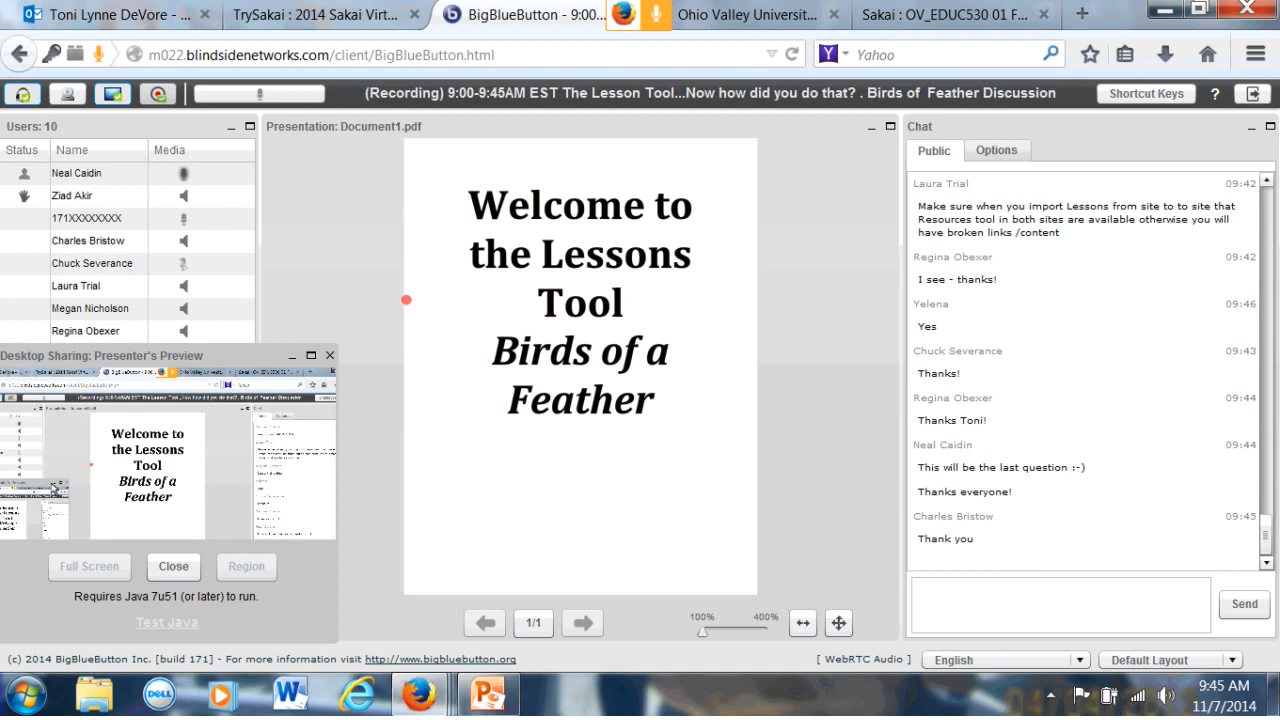 Toni Lynne DeVore - ...
TrySakai : 2014 Sakai Virt...
BigBlueButton - 9:00...
Ohio Valley Universit...
Sakai : OV_EDUC530 01 F...
m022.blindsidenetworks.com/client/BigBlueButton.html
Yahoo
(Recording) 9:00-9:45AM EST The Lesson Tool...Now how did you do that? . Birds of Feather Discussion
Shortcut Keys
?
Users: 10
Status
Name
Media
Neal Caidin
Ziad Akir
171XXXXXXXX
Charles Bristow
Chuck Severance
Laura Trial
Megan Nicholson
Regina Obexer
Desktop Sharing: Presenter's Preview
Welcome to
the Lessons
Tool
Birds of a
Feather
Full Screen
Close
Region
Requires Java 7u51 (or later) to run.
Test Java
Presentation: Document1.pdf
Welcome to
the Lessons
Tool
Birds of a
Feather
1/1
100%
400%
Chat
Public
Options
Laura Trial
09:42
Make sure when you import Lessons from site to to site that
Resources tool in both sites are available otherwise you will
have broken links /content
Regina Obexer
09:42
I see - thanks!
Yelena
09:46
Yes
Chuck Severance
09:43
Thanks!
Regina Obexer
09:44
Thanks Toni!
Neal Caidin
09:44
This will be the last question :-)
Thanks everyone!
Charles Bristow
09:45
Thank you
Send
(c) 2014 BigBlueButton Inc. [build 171] - For more information visit http://www.bigbluebutton.org
[ WebRTC Audio ]
English
Default Layout
DELL
9:45 AM
11/7/2014